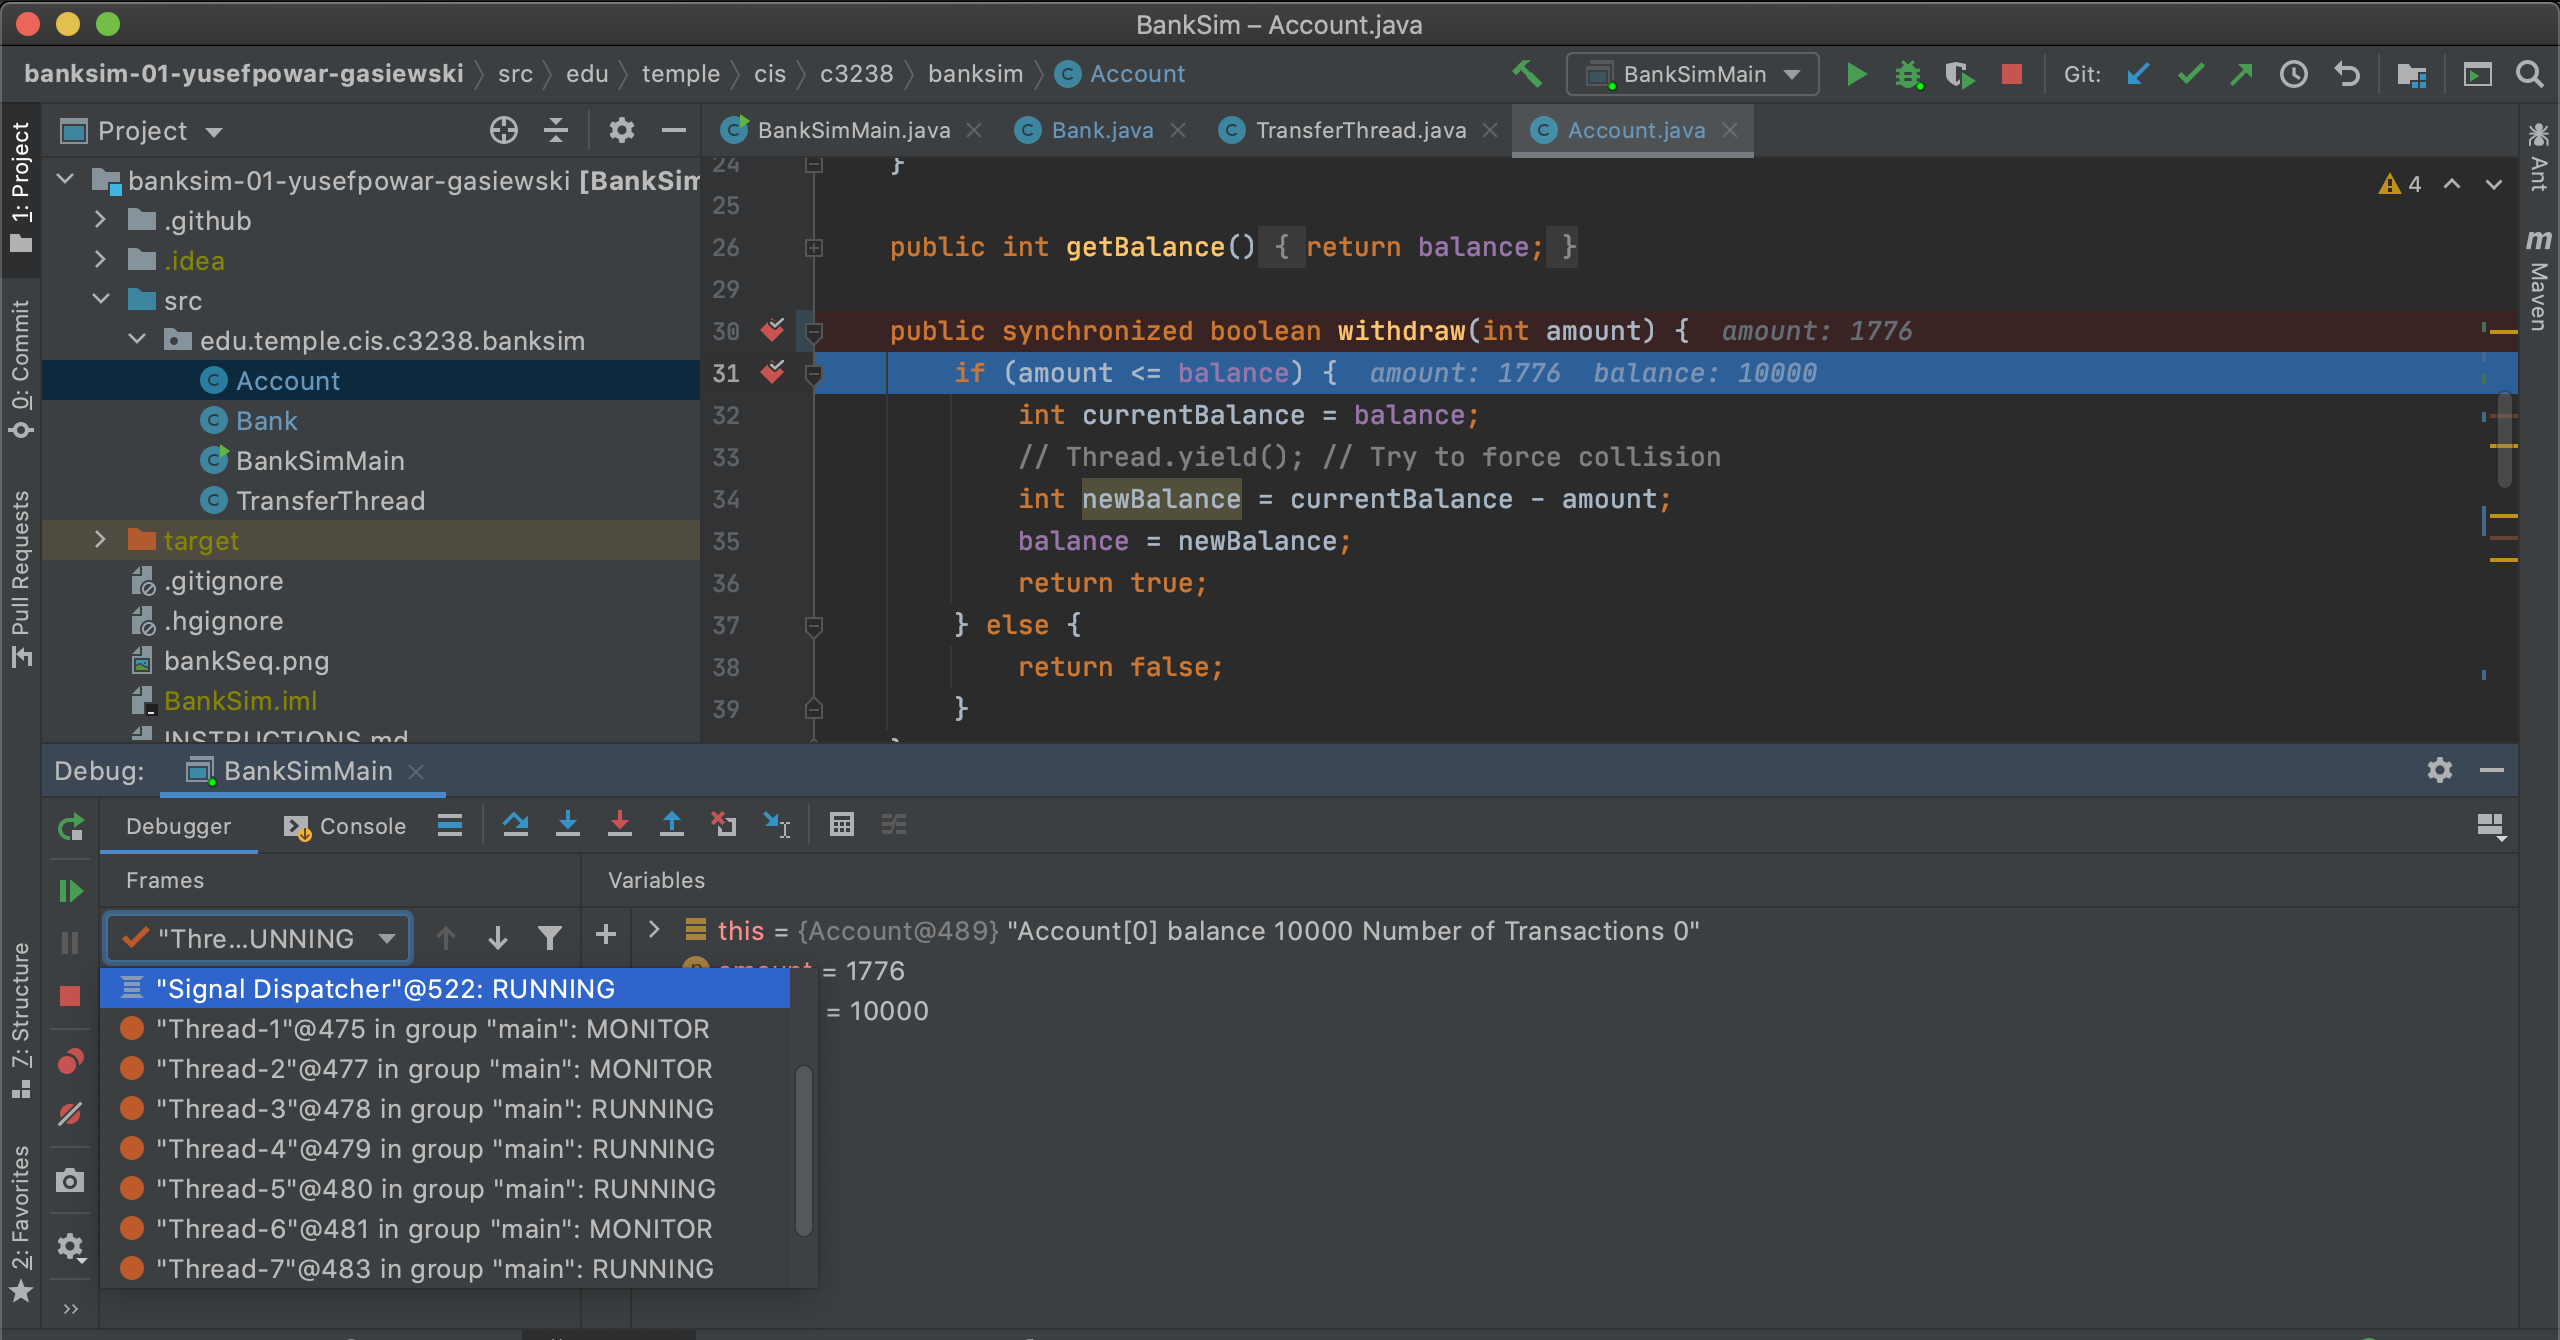 BankSim – Account.java
banksim-01-yusefpowar-gasiewski src edu temple cis c3238 banksim Account
BankSimMain
Git:
1: Project
0: Commit
Pull Requests
7: Structure
2: Favorites
Project
banksim-01-yusefpowar-gasiewski [BankSim
.github
.idea
src
edu.temple.cis.c3238.banksim
Account
Bank
BankSimMain
TransferThread
target
.gitignore
.hgignore
bankSeq.png
BankSim.iml
INSTRUCTIONS.md
BankSimMain.java Bank.java TransferThread.java Account.java
4
24 }
25
26 public int getBalance() { return balance; }
29
30 public synchronized boolean withdraw(int amount) { amount: 1776
31 if (amount <= balance) { amount: 1776 balance: 10000
32 int currentBalance = balance;
33 // Thread.yield(); // Try to force collision
34 int newBalance = currentBalance - amount;
35 balance = newBalance;
36 return true;
37 } else {
38 return false;
39 }
Ant
m Maven
Debug: BankSimMain
Debugger Console
Frames
Variables
"Thre...UNNING
"Signal Dispatcher"@522: RUNNING
"Thread-1"@475 in group "main": MONITOR
"Thread-2"@477 in group "main": MONITOR
"Thread-3"@478 in group "main": RUNNING
"Thread-4"@479 in group "main": RUNNING
"Thread-5"@480 in group "main": RUNNING
"Thread-6"@481 in group "main": MONITOR
"Thread-7"@483 in group "main": RUNNING
this = {Account@489} "Account[0] balance 10000 Number of Transactions 0"
amount = 1776
= 10000